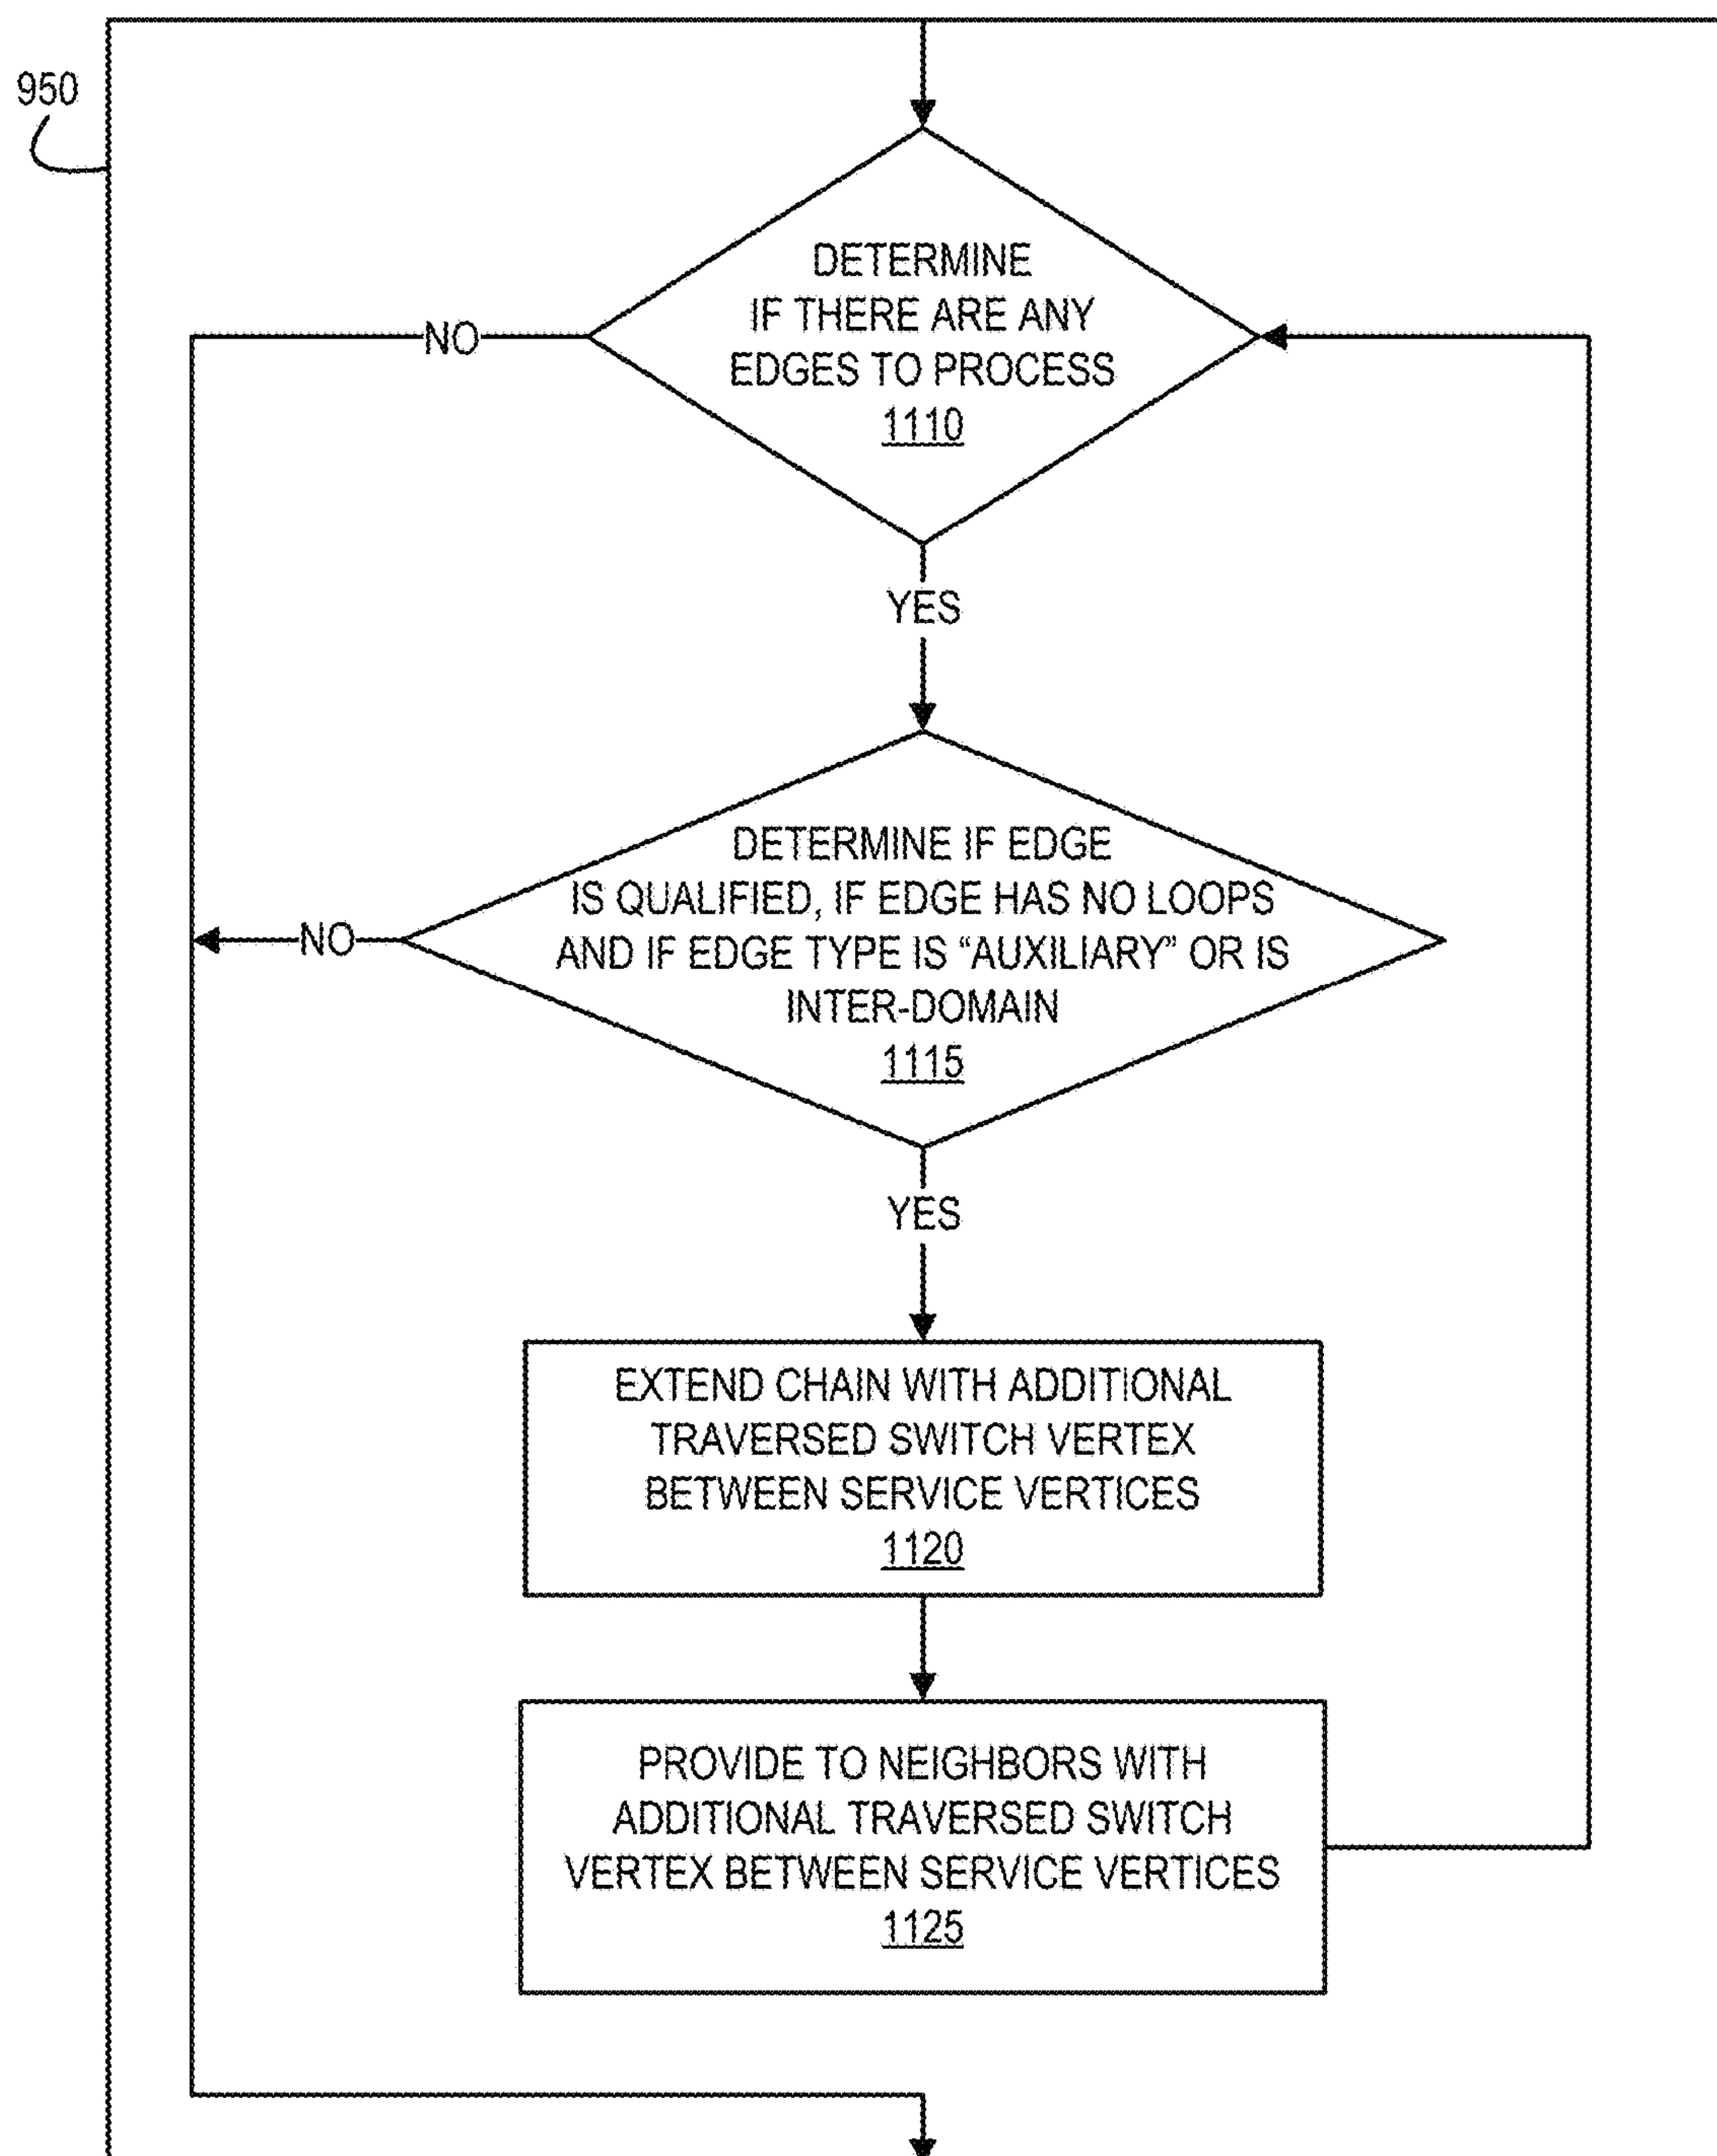 950
DETERMINE
IF THERE ARE ANY
EDGES TO PROCESS
1110
NO
YES
DETERMINE IF EDGE
IS QUALIFIED, IF EDGE HAS NO LOOPS
AND IF EDGE TYPE IS “AUXILIARY” OR IS
INTER-DOMAIN
1115
NO
YES
EXTEND CHAIN WITH ADDITIONAL
TRAVERSED SWITCH VERTEX
BETWEEN SERVICE VERTICES
1120
PROVIDE TO NEIGHBORS WITH
ADDITIONAL TRAVERSED SWITCH
VERTEX BETWEEN SERVICE VERTICES
1125